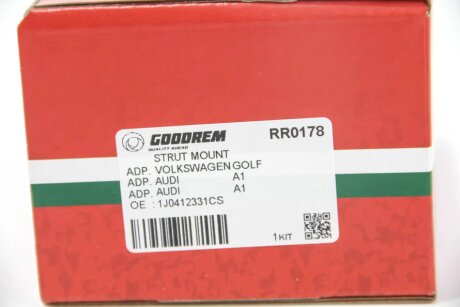 GOODREM RR0178
QUALITY AHEAD
STRUT MOUNT
ADP. VOLKSWAGEN GOLF
ADP. AUDI A1
ADP. AUDI A1
OE : 1J0412331CS
1 KIT